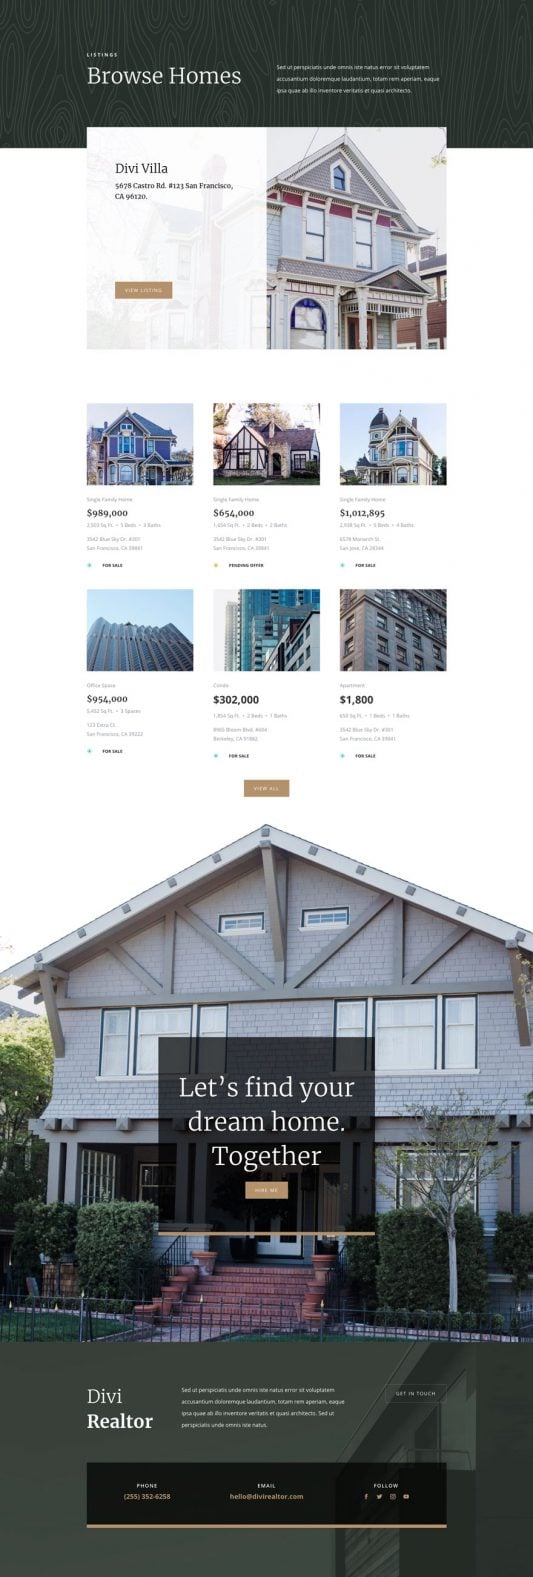 LISTINGS
Browse Homes
Sed ut perspiciatis unde omnis iste natus error sit voluptatem
accusantium doloremque laudantium, totam rem aperiam, eaque
ipsa quae ab illo inventore veritatis et quasi architecto.
Divi Villa
5678 Castro Rd. #123 San Francisco,
CA 96120.
VIEW LISTING
Single Family Home
$989,000
2,503 Sq Ft. • 5 Beds • 3 Baths
3542 Blue Sky Dr. #301
San Francisco, CA 39841
FOR SALE
Single Family Home
$654,000
1,654 Sq Ft. • 2 Beds • 2 Baths
3542 Blue Sky Dr. #301
San Francisco, CA 39841
PENDING OFFER
Single Family Home
$1,012,895
2,938 Sq Ft. • 5 Beds • 4 Baths
6578 Monarch St.
San Jose, CA 28344
FOR SALE
Office Space
$954,000
5,452 Sq Ft. • 3 Spaces
123 Extra Ct.
San Francisco, CA 39222
FOR SALE
Condo
$302,000
1,854 Sq Ft. • 2 Beds • 1 Baths
8965 Bloom Blvd. #604
Berkeley, CA 51882
FOR SALE
Apartment
$1,800
650 Sq Ft. • 1 Beds • 1 Baths
3542 Blue Sky Dr. #301
San Francisco, CA 39841
FOR SALE
VIEW ALL
Let's find your
dream home.
Together
HIRE ME
Divi
Realtor
Sed ut perspiciatis unde omnis iste natus error sit voluptatem
accusantium doloremque laudantium, totam rem aperiam, eaque
ipsa quae ab illo inventore veritatis et quasi architecto. Sed ut
perspiciatis unde omnis iste natus.
GET IN TOUCH
PHONE
(255) 352-6258
EMAIL
hello@divirealtor.com
FOLLOW